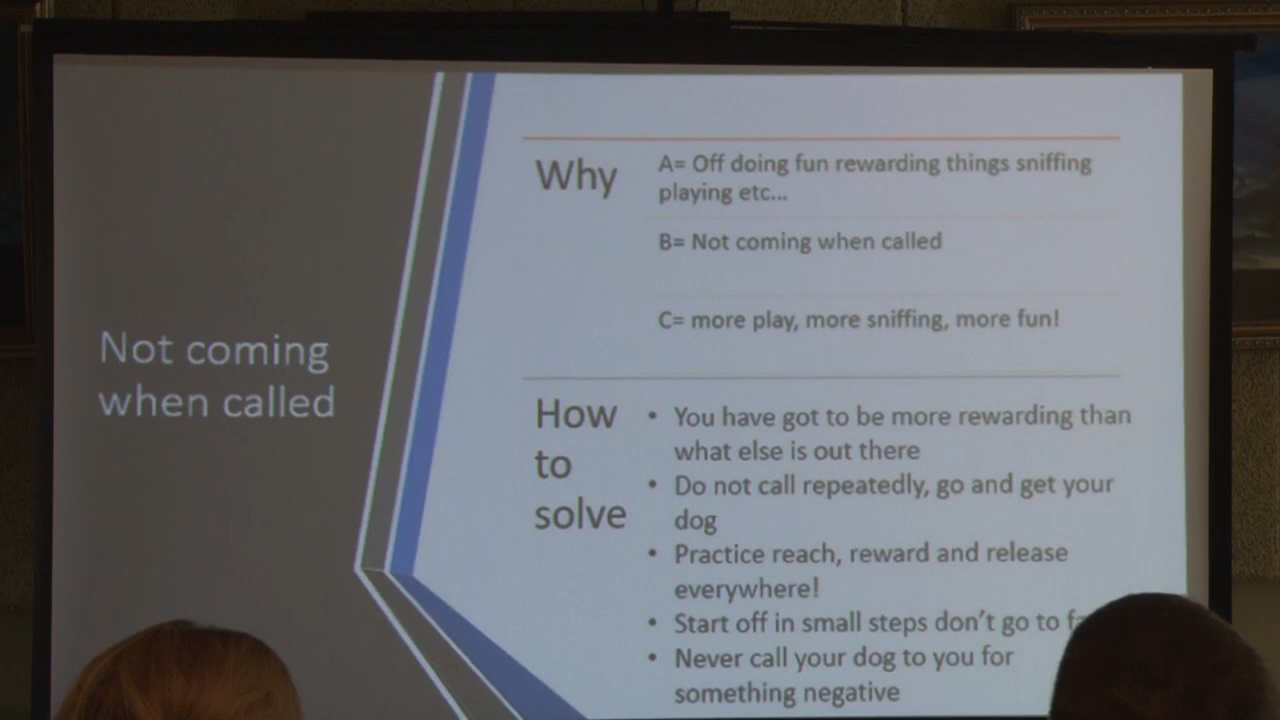 Not coming
when called
Why
A= Off doing fun rewarding things sniffing
playing etc...
B= Not coming when called
C= more play, more sniffing, more fun!
How
to
solve
• You have got to be more rewarding than
what else is out there
• Do not call repeatedly, go and get your
dog
• Practice reach, reward and release
everywhere!
• Start off in small steps don't go to
• Never call your dog to you for
something negative